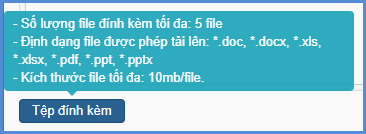 - Số lượng file đính kèm tối đa: 5 file
- Định dạng file được phép tải lên: *.doc, *.docx, *.xls,
*.xlsx, *.pdf, *.ppt, *.pptx
- Kích thước file tối đa: 10mb/file.
Tệp đính kèm